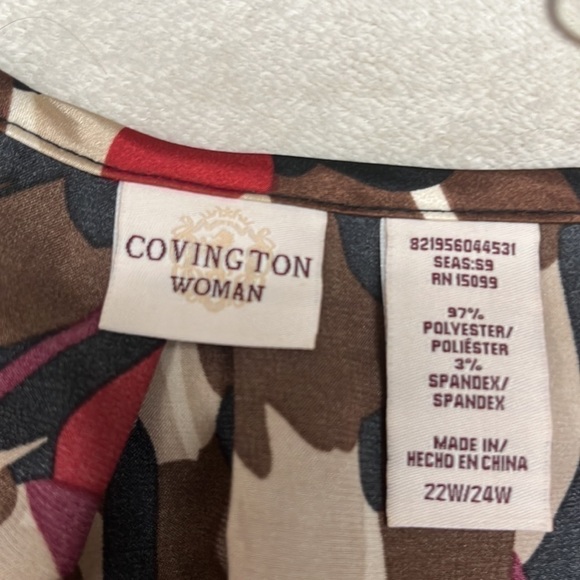 COVINGTON
WOMAN
821956044531
SEAS:S9
RN 15099
97%
POLYESTER/
POLIÉSTER
3%
SPANDEX/
SPANDEX
MADE IN/
HECHO EN CHINA
22W/24W